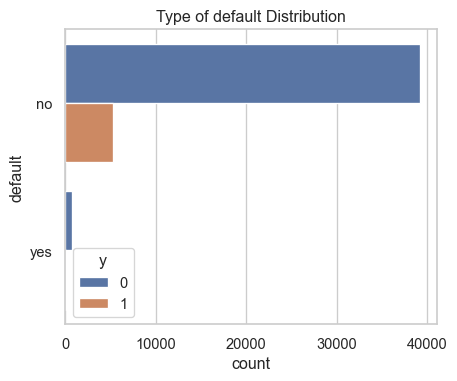 Type of default Distribution
no
yes
default
y
0
1
0
10000
20000
30000
40000
count